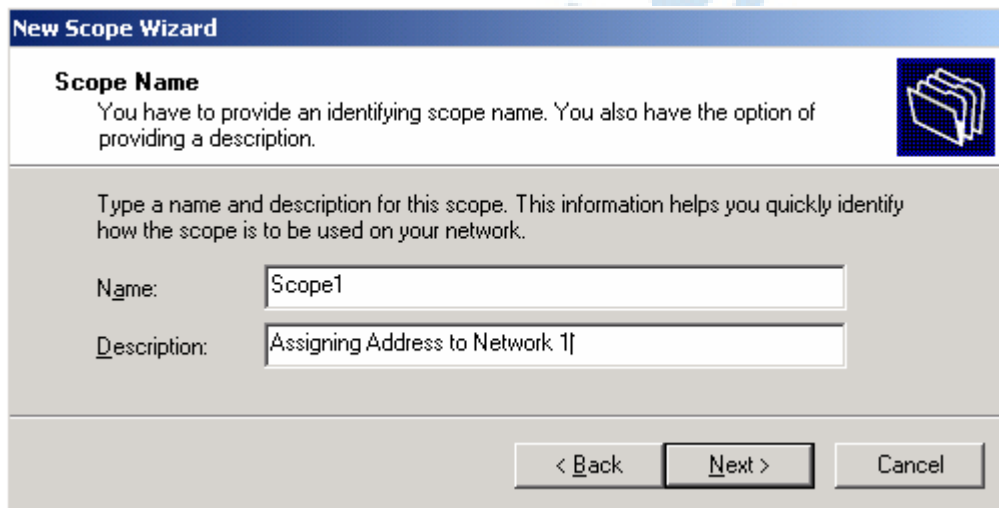 New Scope Wizard
Scope Name
You have to provide an identifying scope name. You also have the option of
providing a description.
Type a name and description for this scope. This information helps you quickly identify
how the scope is to be used on your network.
Name: Scope1
Description: Assigning Address to Network 1
< Back Next > Cancel